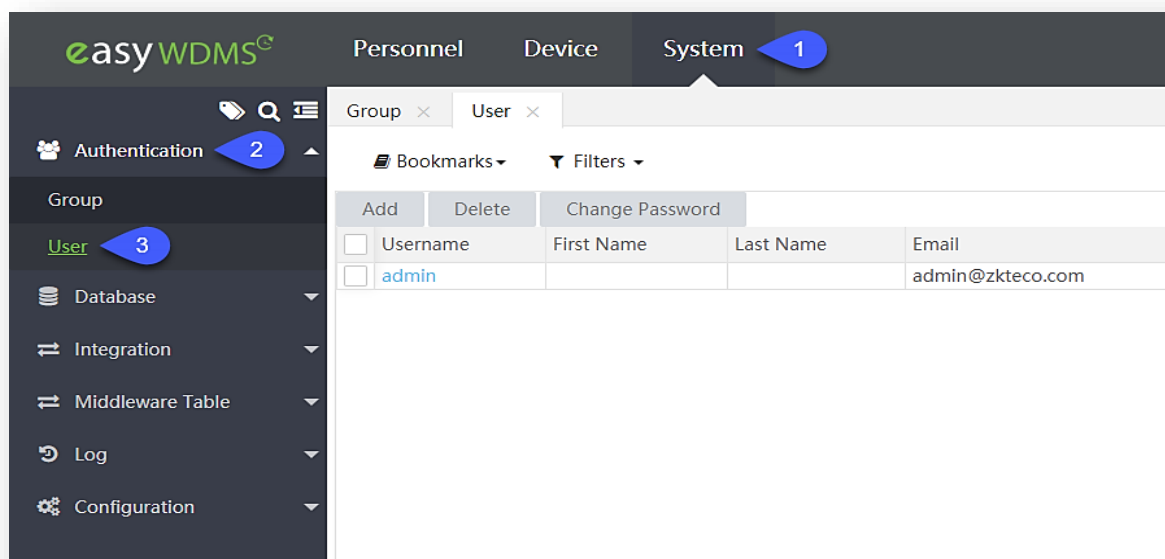 easy WDMS Personnel Device System 1
Group × User ×
Authentication 2
Bookmarks Filters
Group
Add Delete Change Password
User 3
Username First Name Last Name Email
admin admin@zkteco.com
Database
Integration
Middleware Table
Log
Configuration